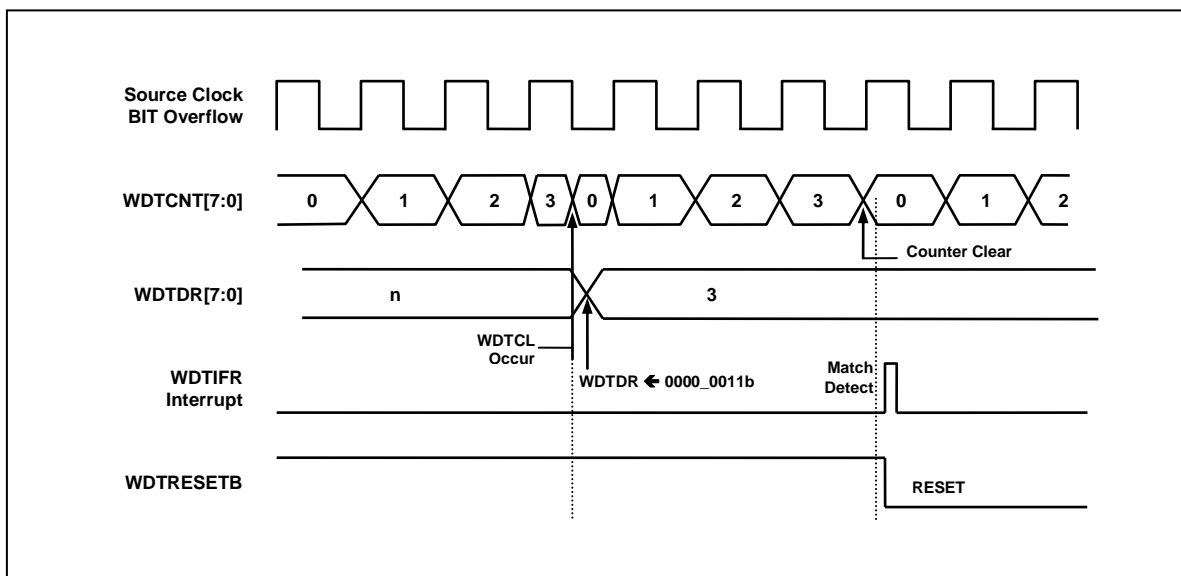 Source Clock
BIT Overflow
WDTCNT[7:0]
0 1 2 3 0 1 2 3 0 1 2
Counter Clear
WDTDR[7:0]
n 3
WDTCL
Occur
WDTDR 🡸 0000_0011b
WDTIFR
Interrupt
Match
Detect
WDTRESETB
RESET